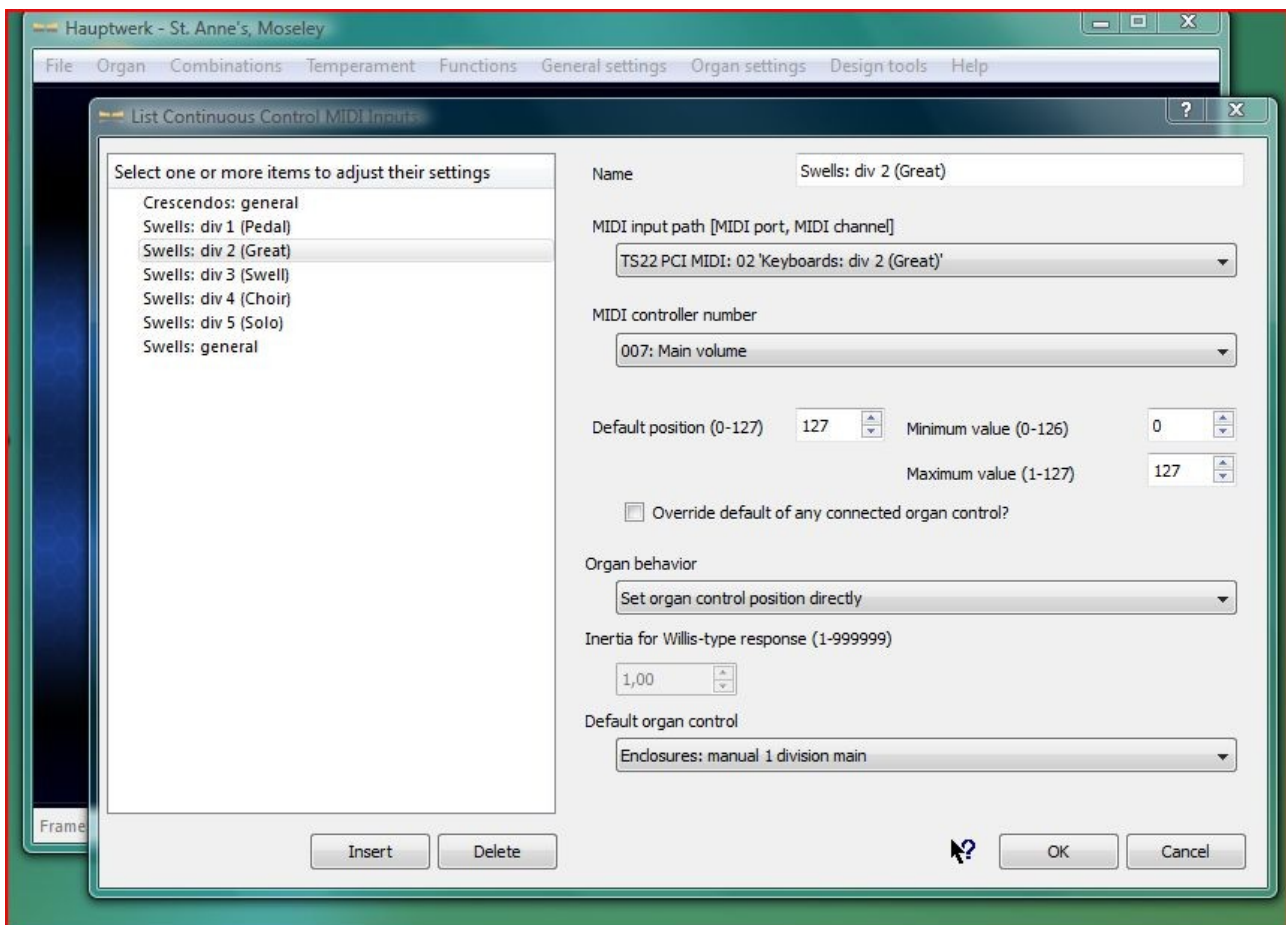 Hauptwerk - St. Anne's, Moseley
File Organ Combinations Temperament Functions General settings Organ settings Design tools Help
List Continuous Control MIDI Inputs
Select one or more items to adjust their settings
Crescendos: general
Swells: div 1 (Pedal)
Swells: div 2 (Great)
Swells: div 3 (Swell)
Swells: div 4 (Choir)
Swells: div 5 (Solo)
Swells: general
Name Swells: div 2 (Great)
MIDI input path [MIDI port, MIDI channel]
TS22 PCI MIDI: 02 'Keyboards: div 2 (Great)'
MIDI controller number
007: Main volume
Default position (0-127) 127 Minimum value (0-126) 0
Maximum value (1-127) 127
Override default of any connected organ control?
Organ behavior
Set organ control position directly
Inertia for Willis-type response (1-999999)
1,00
Default organ control
Enclosures: manual 1 division main
Frame
Insert Delete ? OK Cancel